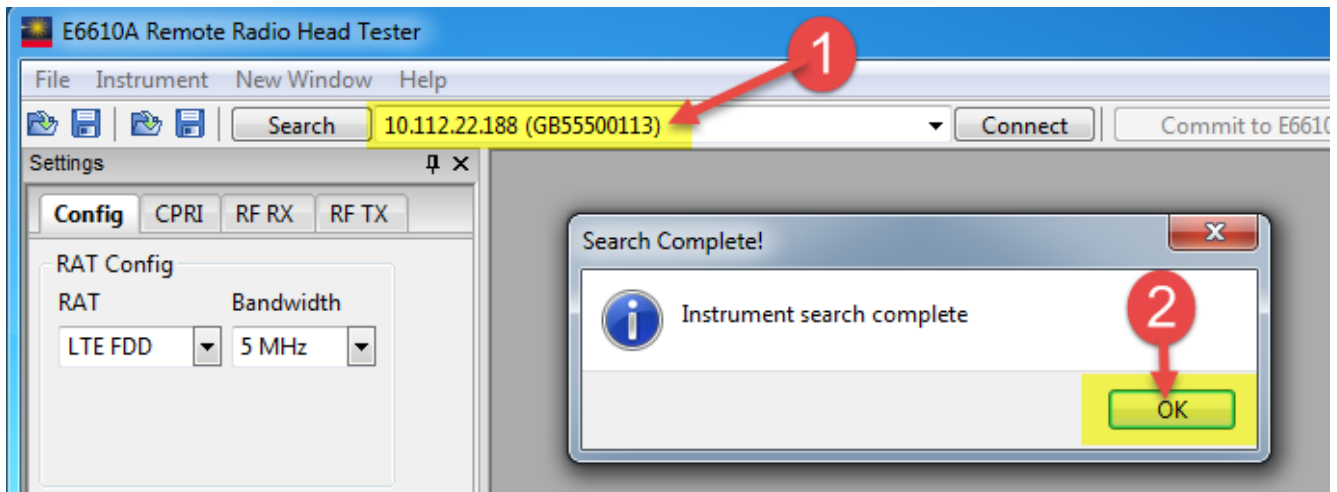 E6610A Remote Radio Head Tester
1
File Instrument New Window Help
Search 10.112.22.188 (GB55500113) Connect Commit to E6610
Settings
Config CPRI RF RX RF TX
Search Complete!
RAT Config
RAT Bandwidth
Instrument search complete
2
LTE FDD 5 MHz
OK